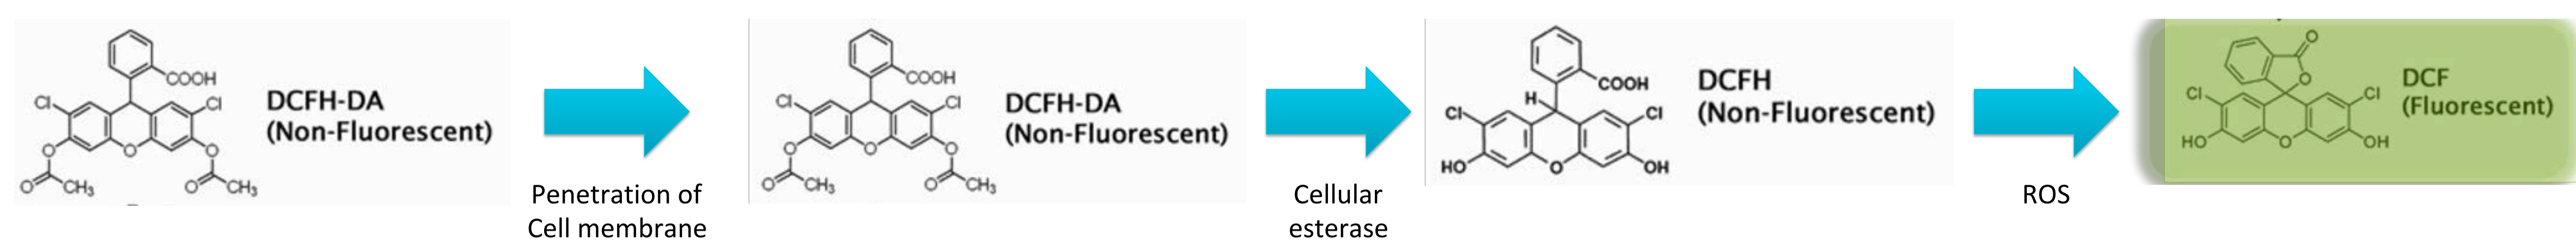 COOH
Cl
Cl
O
O
O
O
O
CH₃
CH₃
DCFH-DA
(Non-Fluorescent)
Penetration of
Cell membrane
COOH
Cl
Cl
O
O
O
O
O
CH₃
CH₃
DCFH-DA
(Non-Fluorescent)
Cellular
esterase
COOH
H
Cl
Cl
HO
O
OH
DCFH
(Non-Fluorescent)
ROS
O
O
Cl
Cl
HO
O
OH
DCF
(Fluorescent)